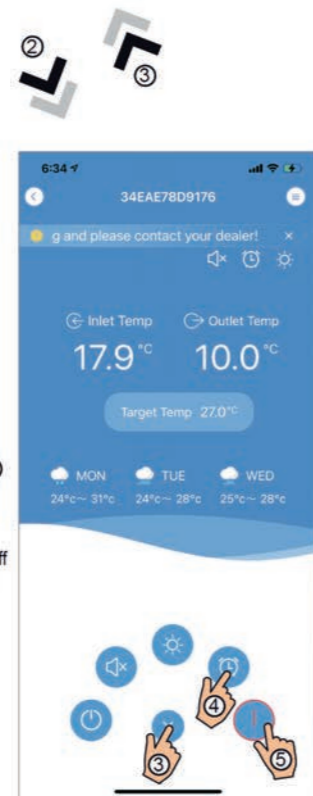 ②
③
6:34
34EAE78D9176
g and please contact your dealer! ×
Inlet Temp Outlet Temp
17.9°C 10.0°C
Target Temp 27.0°C
MON TUE WED
24°c~ 31°c 24°c~ 28°c 25°c~ 28°c
)
ff
④
③ ⑤